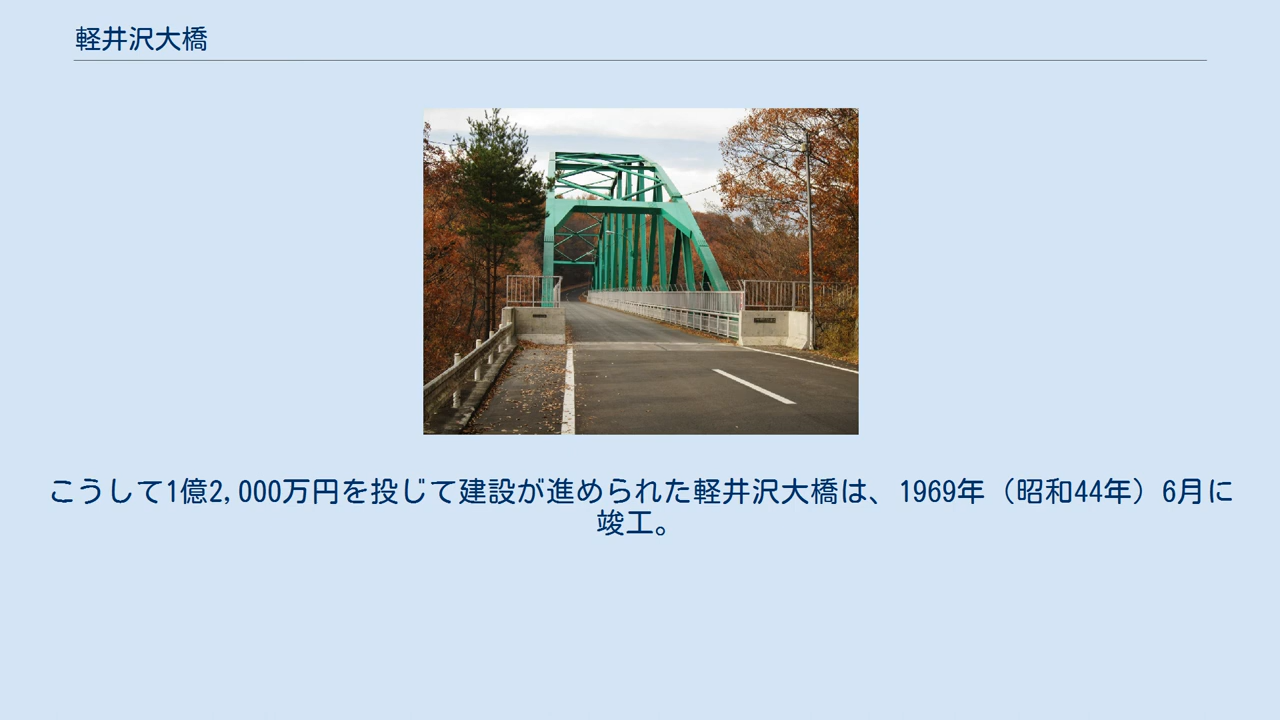 軽井沢大橋
こうして1億2,000万円を投じて建設が進められた軽井沢大橋は、1969年（昭和44年）6月に
竣工。